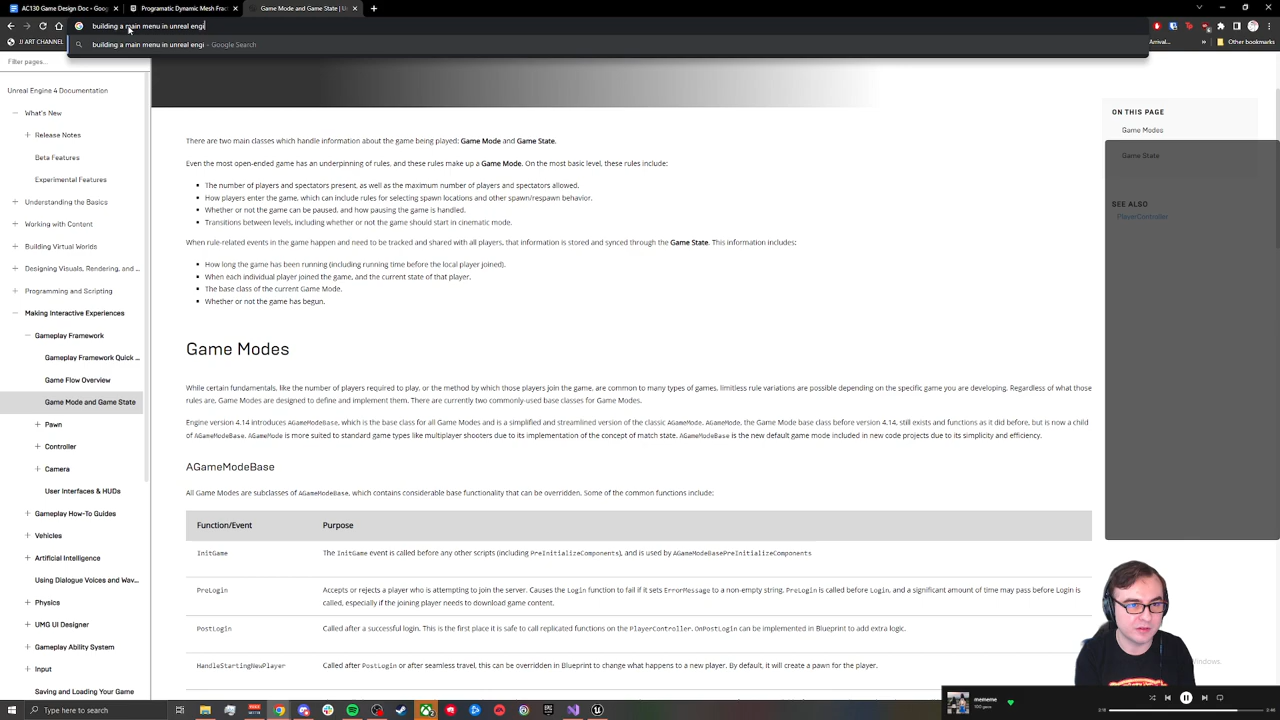 AC130 Game Design Doc - Goog
Programatic Dynamic Mesh Frac
Game Mode and Game State | U
building a main menu in unreal engi
JJ ART CHANNEL
building a main menu in unreal engi - Google Search
Arrival...
Other bookmarks
Filter pages...
Unreal Engine 4 Documentation
What's New
Release Notes
Beta Features
Experimental Features
Understanding the Basics
Working with Content
Building Virtual Worlds
Designing Visuals, Rendering, and ...
Programming and Scripting
Making Interactive Experiences
Gameplay Framework
Gameplay Framework Quick ...
Game Flow Overview
Game Mode and Game State
Pawn
Controller
Camera
User Interfaces & HUDs
Gameplay How-To Guides
Vehicles
Artificial Intelligence
Using Dialogue Voices and Wav...
Physics
UMG UI Designer
Gameplay Ability System
Input
Saving and Loading Your Game
There are two main classes which handle information about the game being played: Game Mode and Game State.
Even the most open-ended game has an underpinning of rules, and these rules make up a Game Mode. On the most basic level, these rules include:
The number of players and spectators present, as well as the maximum number of players and spectators allowed.
How players enter the game, which can include rules for selecting spawn locations and other spawn/respawn behavior.
Whether or not the game can be paused, and how pausing the game is handled.
Transitions between levels, including whether or not the game should start in cinematic mode.
When rule-related events in the game happen and need to be tracked and shared with all players, that information is stored and synced through the Game State. This information includes:
How long the game has been running (including running time before the local player joined).
When each individual player joined the game, and the current state of that player.
The base class of the current Game Mode.
Whether or not the game has begun.
Game Modes
While certain fundamentals, like the number of players required to play, or the method by which those players join the game, are common to many types of games, limitless rule variations are possible depending on the specific game you are developing. Regardless of what those
rules are, Game Modes are designed to define and implement them. There are currently two commonly-used base classes for Game Modes.
Engine version 4.14 introduces AGameModeBase, which is the base class for all Game Modes and is a simplified and streamlined version of the classic AGameMode. AGameMode, the Game Mode base class before version 4.14, still exists and functions as it did before, but is now a child
of AGameModeBase. AGameMode is more suited to standard game types like multiplayer shooters due to its implementation of the concept of match state. AGameModeBase is the new default game mode included in new code projects due to its simplicity and efficiency.
AGameModeBase
All Game Modes are subclasses of AGameModeBase, which contains considerable base functionality that can be overridden. Some of the common functions include:
Function/Event Purpose
InitGame The InitGame event is called before any other scripts (including PreInitializeComponents), and is used by AGameModeBasePreInitializeComponents
PreLogin Accepts or rejects a player who is attempting to join the server. Causes the Login function to fail if it sets ErrorMessage to a non-empty string. PreLogin is called before Login, and a significant amount of time may pass before Login is
called, especially if the joining player needs to download game content.
PostLogin Called after a successful login. This is the first place it is safe to call replicated functions on the PlayerController. OnPostLogin can be implemented in Blueprint to add extra logic.
HandleStartingNewPlayer Called after PostLogin or after seamless travel, this can be overridden in Blueprint to change what happens to a new player. By default, it will create a pawn for the player.
ON THIS PAGE
Game Modes
Game State
SEE ALSO
PlayerController
Windows.
mememe
100 gecs
Type here to search